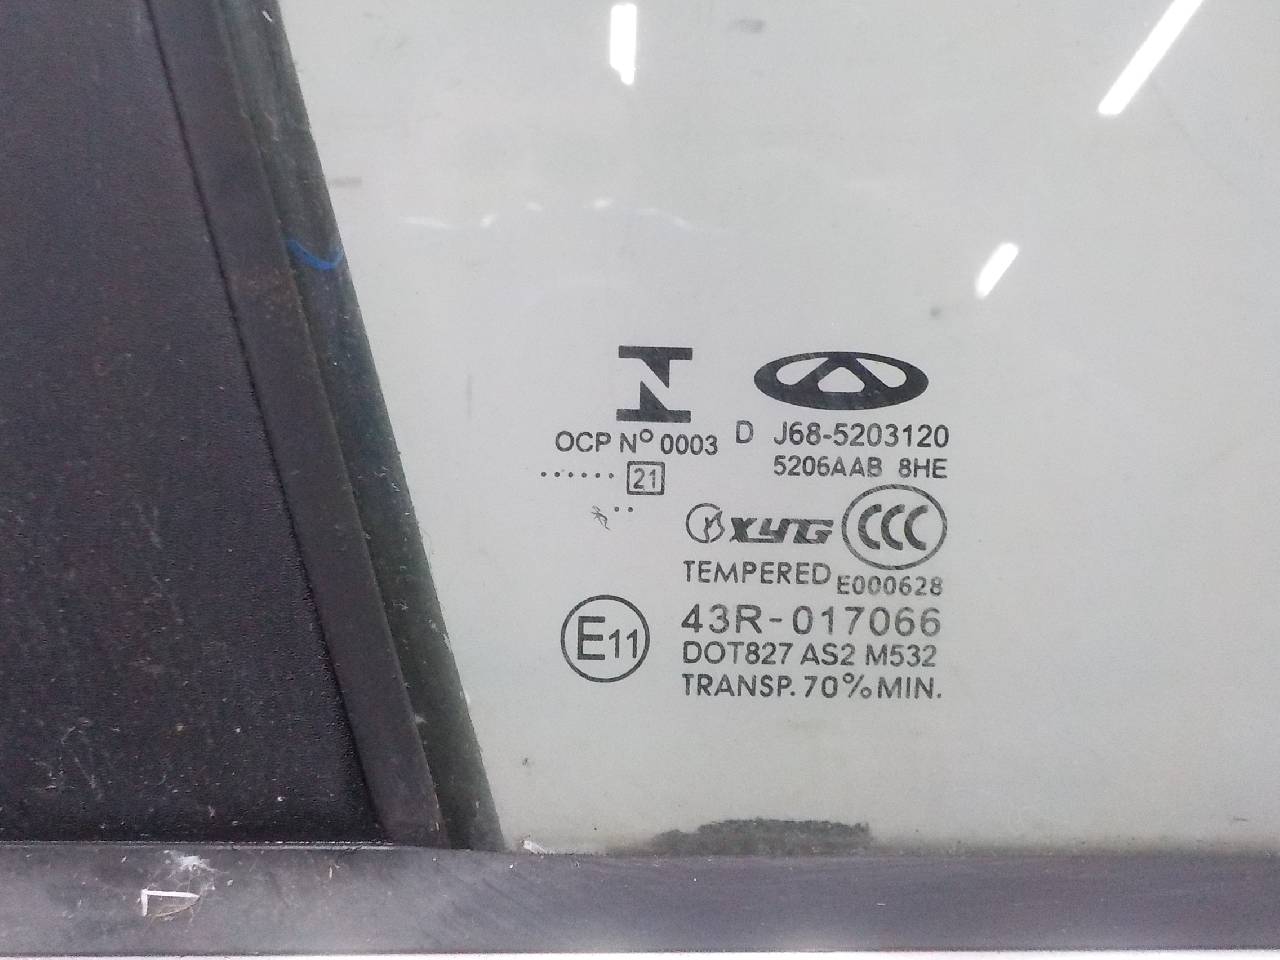 OCP Nº 0003
D J68-5203120
5206AAB 8HE
21
XYG CCC
TEMPERED E000628
E11 43R-017066
DOT827 AS2 M532
TRANSP. 70% MIN.